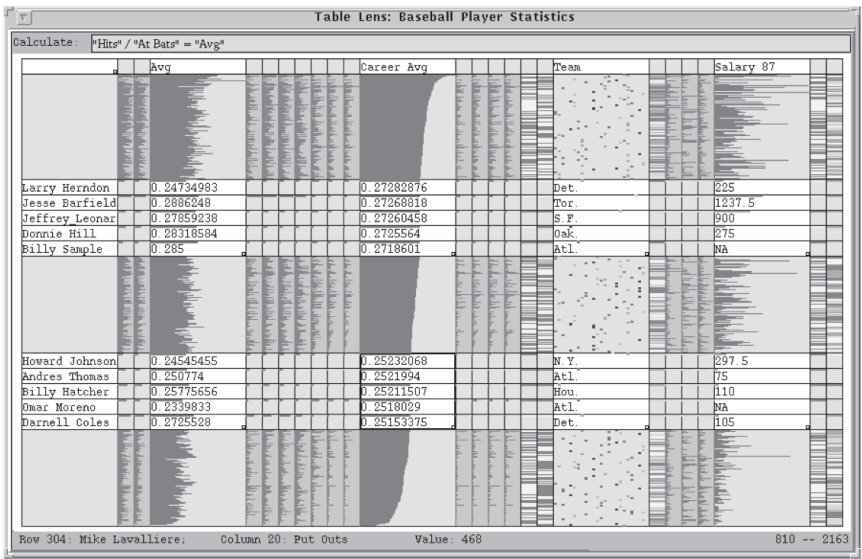 Table Lens: Baseball Player Statistics
Calculate: "Hits" / "At Bats" = "Avg"
Avg Career Avg Team Salary 87
Larry Herndon 0.24734983 0.27282876 Det. 225
Jesse Barfield 0.2886248 0.27268818 Tor. 1237.5
Jeffrey_Leonar 0.27859238 0.27260458 S.F. 900
Donnie Hill 0.28318584 0.2725564 Oak. 275
Billy Sample 0.285 0.2718601 Atl. NA
Howard Johnson 0.24545455 0.25232068 N.Y. 297.5
Andres Thomas 0.250774 0.2521994 Atl. 75
Billy Hatcher 0.25775656 0.25211507 Hou. 110
Omar Moreno 0.2339833 0.2518029 Atl. NA
Darnell Coles 0.2725528 0.25153375 Det. 105
Row 304: Mike Lavalliere; Column 20: Put Outs Value: 468 810 -- 2163